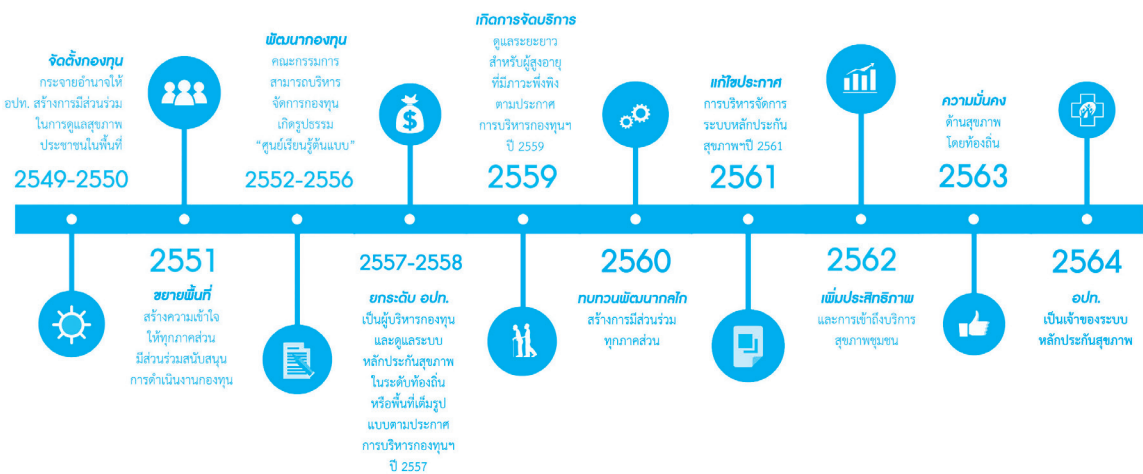 จัดตั้งกองทุน
กระจายอำนาจให้
อปท. สร้างการมีส่วนร่วม
ในการดูแลสุขภาพ
ประชาชนในพื้นที่
2549-2550
2551
ขยายพื้นที่
สร้างความเข้าใจ
ให้ทุกภาคส่วน
มีส่วนร่วมสนับสนุน
การดำเนินงานกองทุน
พัฒนากองทุน
คณะกรรมการ
สามารถบริหาร
จัดการกองทุน
เกิดรูปธรรม
“ศูนย์เรียนรู้ต้นแบบ”
2552-2556
2557-2558
ยกระดับ อปท.
เป็นผู้บริหารกองทุน
และดูแลระบบ
หลักประกันสุขภาพ
ในระดับท้องถิ่น
หรือพื้นที่เต็มรูป
แบบตามประกาศ
การบริหารกองทุนฯ
ปี 2557
เกิดการจัดบริการ
ดูแลระยะยาว
สำหรับผู้สูงอายุ
ที่มีภาวะพึ่งพิง
ตามประกาศ
การบริหารกองทุนฯ
ปี 2559
2559
2560
ทบทวนพัฒนากลไก
สร้างการมีส่วนร่วม
ทุกภาคส่วน
แก้ไขประกาศ
การบริหารจัดการ
ระบบหลักประกัน
สุขภาพฯปี 2561
2561
2562
เพิ่มประสิทธิภาพ
และการเข้าถึงบริการ
สุขภาพชุมชน
ความมั่นคง
ด้านสุขภาพ
โดยท้องถิ่น
2563
2564
อปท.
เป็นเจ้าของระบบ
หลักประกันสุขภาพ